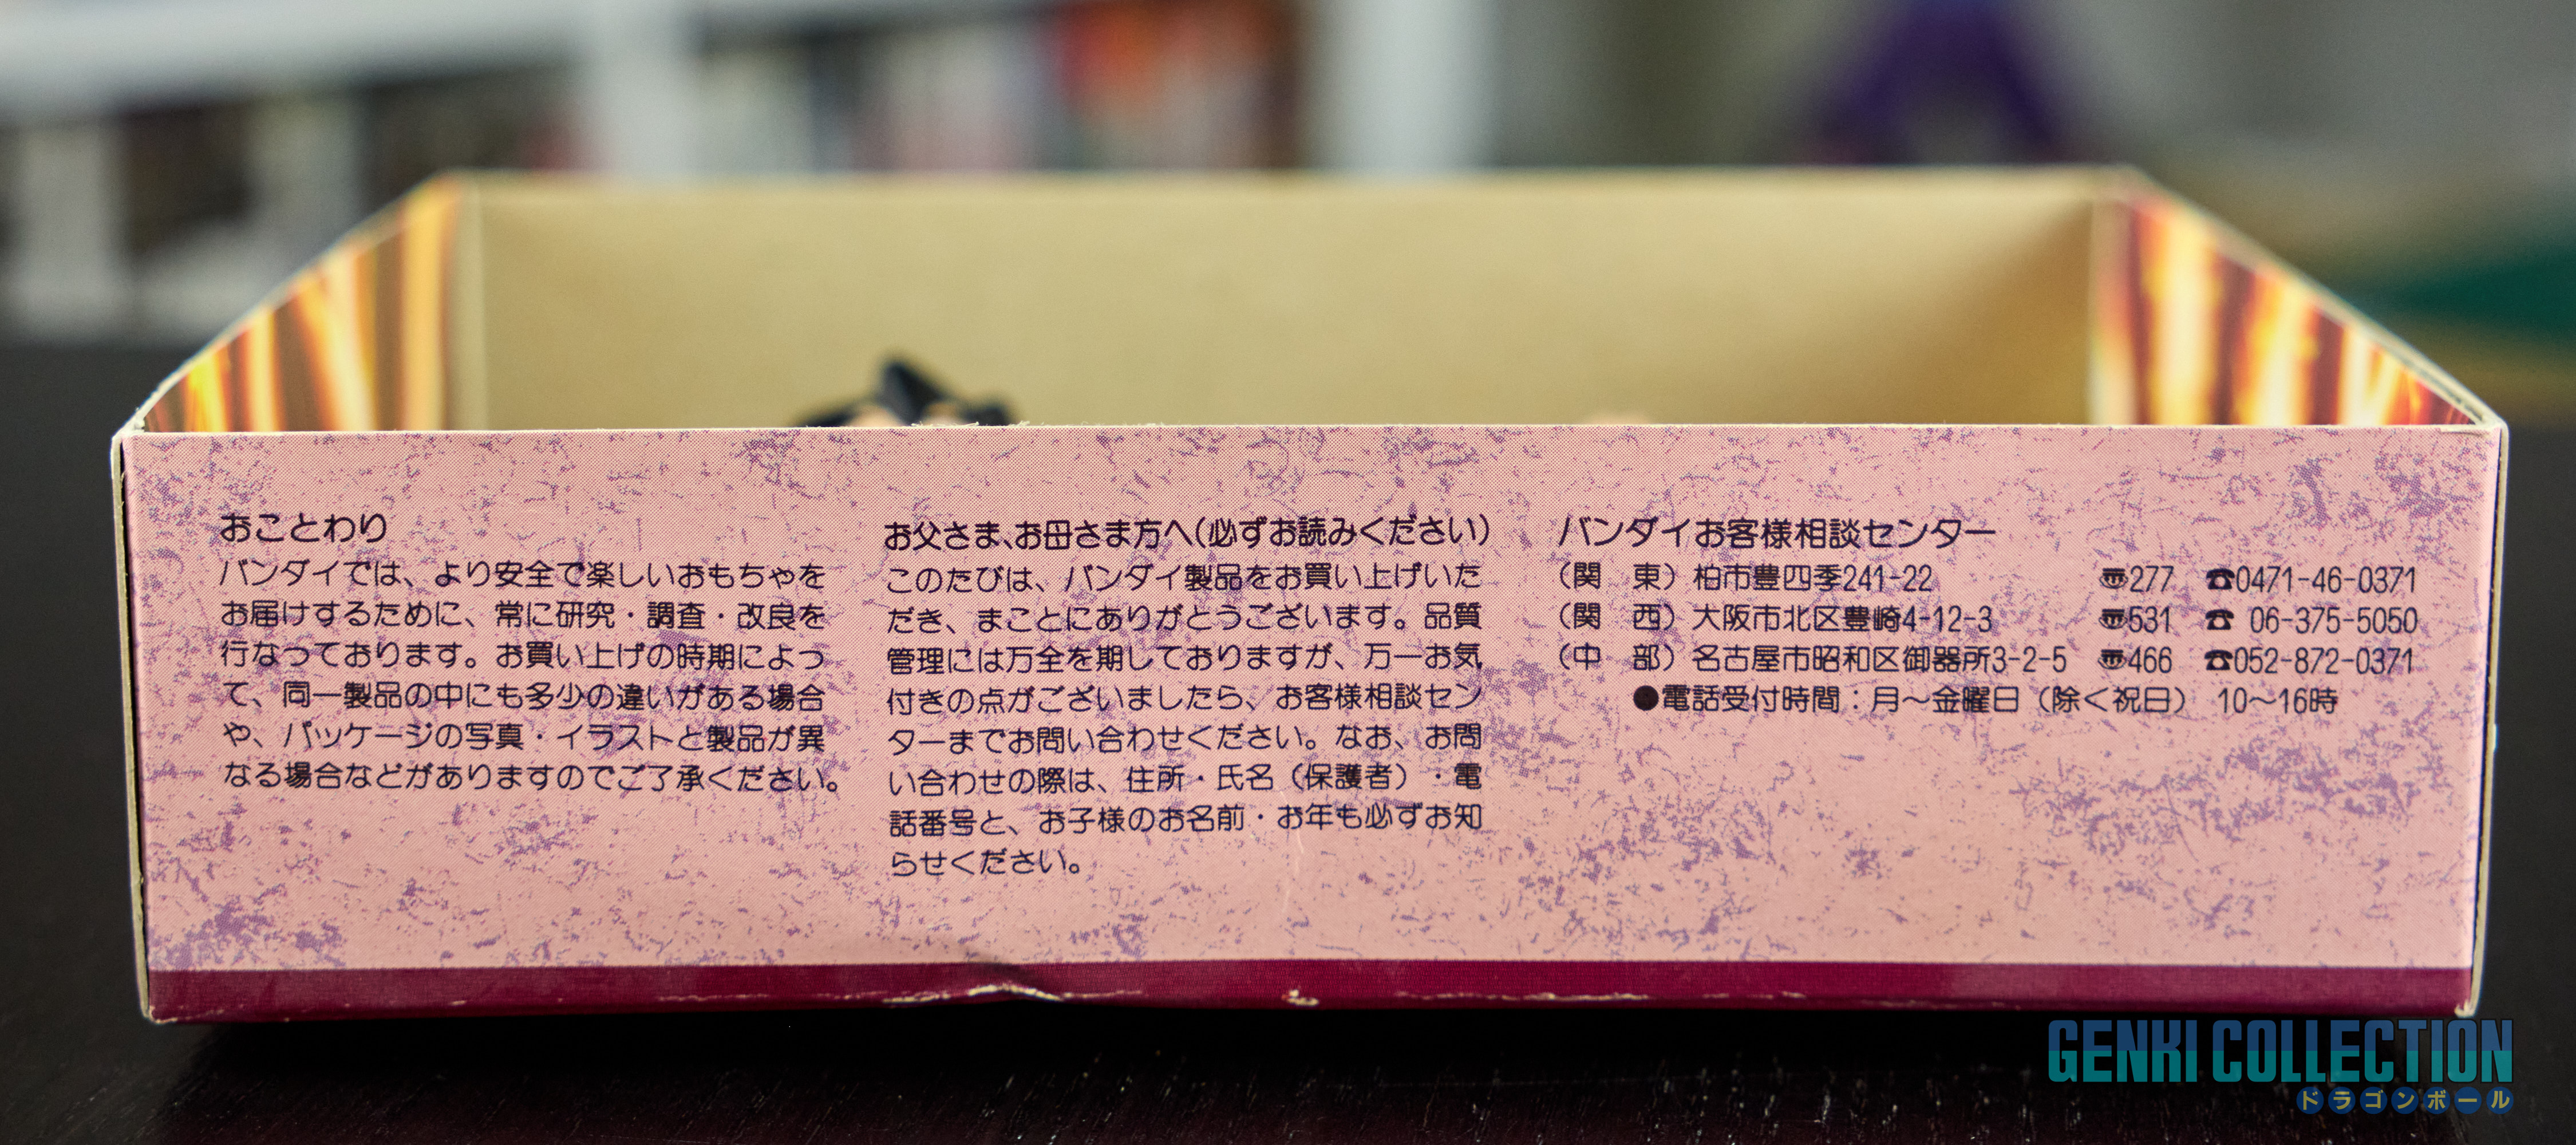 おことわり
バンダイでは、より安全で楽しいおもちゃを
お届けするために、常に研究・調査・改良を
行なっております。お買い上げの時期によっ
て、同一製品の中にも多少の違いがある場合
や、パッケージの写真・イラストと製品が異
なる場合などがありますのでご了承ください。
お父さま、お母さま方へ(必ずお読みください)
このたびは、バンダイ製品をお買い上げいた
だき、まことにありがとうございます。品質
管理には万全を期しておりますが、万一お気
付きの点がございましたら、お客様相談セン
ターまでお問い合わせください。なお、お問
い合わせの際は、住所・氏名（保護者）・電
話番号と、お子様のお名前・お年も必ずお知
らせください。
バンダイお客様相談センター
（関　東）柏市豊四季241-22 〠277 ☎0471-46-0371
（関　西）大阪市北区豊崎4-12-3 〠531 ☎ 06-375-5050
（中　部）名古屋市昭和区御器所3-2-5 〠466 ☎052-872-0371
●電話受付時間：月〜金曜日（除く祝日） 10〜16時
GENKI COLLECTION
ドラゴンボール